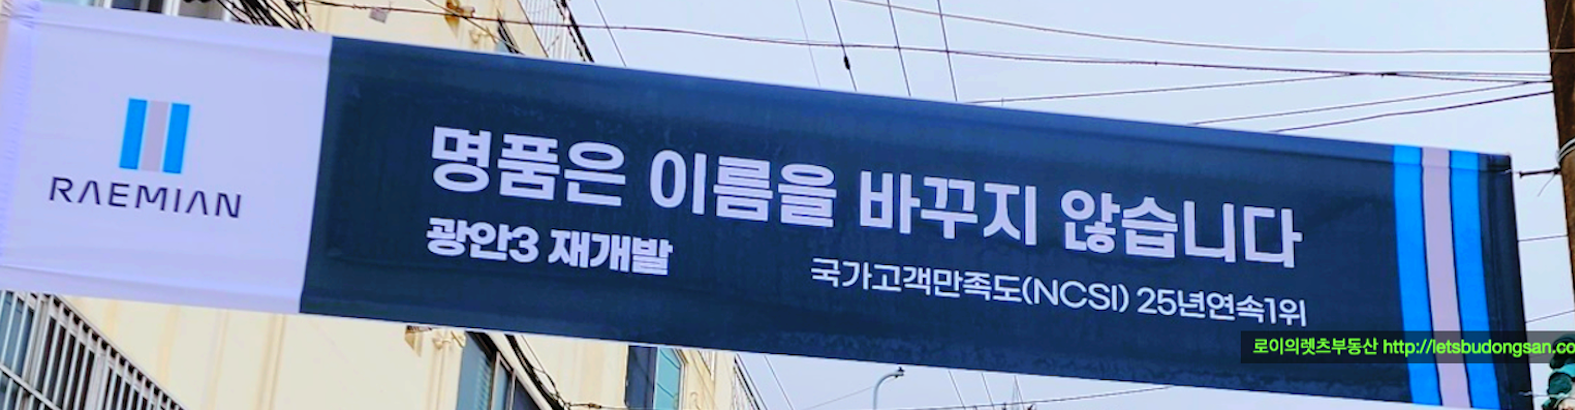 RAEMIAN
명품은 이름을 바꾸지 않습니다
광안3 재개발
국가고객만족도(NCSI) 25년연속1위
로이의렛츠부동산 http://letsbudongsan.co